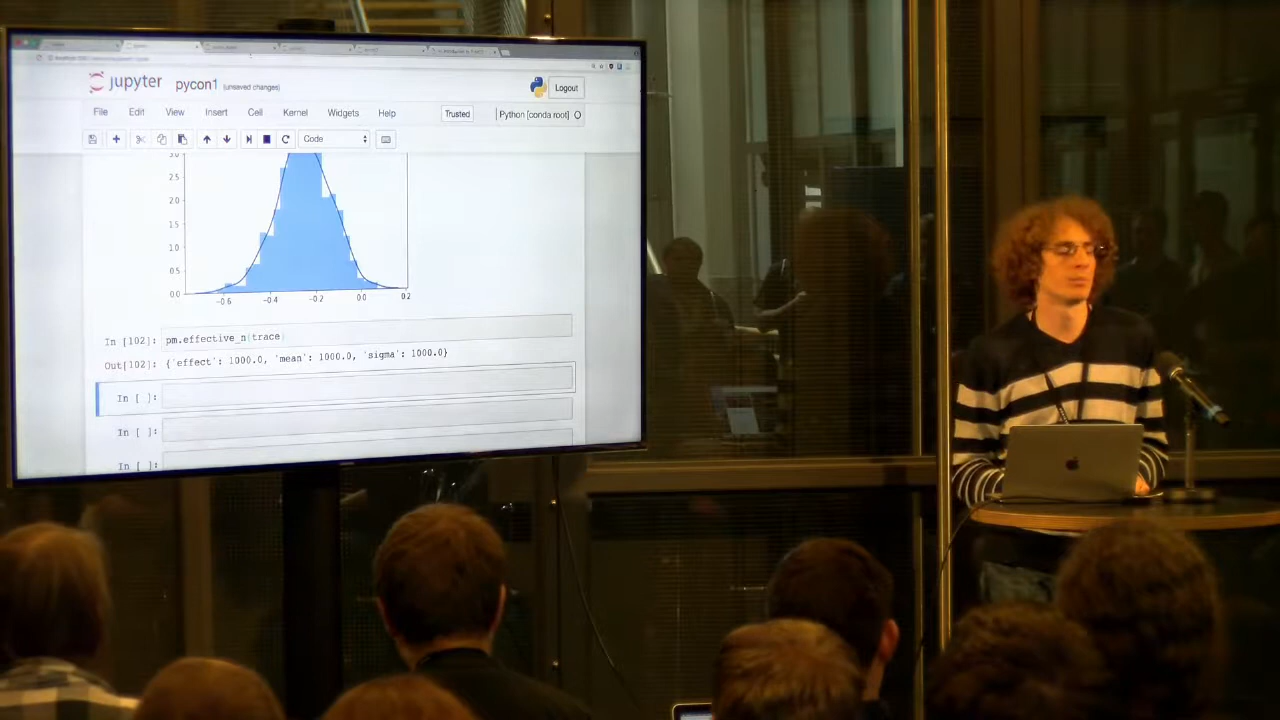 jupyter pycon1 (unsaved changes)
Logout
File Edit View Insert Cell Kernel Widgets Help
Trusted
Python [conda root]
Code
3.0
2.5
2.0
1.5
1.0
0.5
0.0
−0.6 −0.4 −0.2 0.0 0.2
In [102]: pm.effective_n(trace)
Out[102]: {'effect': 1000.0, 'mean': 1000.0, 'sigma': 1000.0}
In [ ]:
In [ ]:
In [ ]: